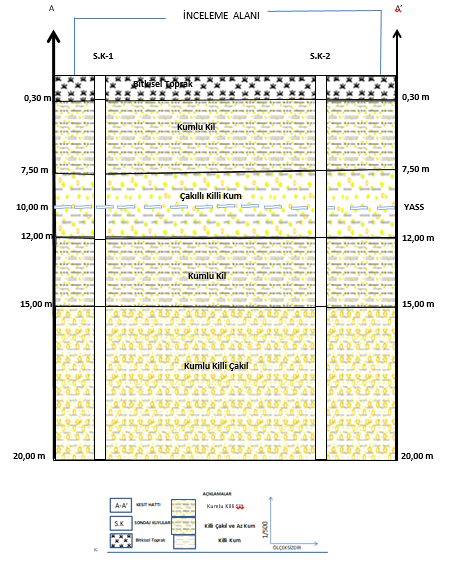 A
A'
İNCELEME ALANI
S.K-1
S.K-2
Bitkisel Toprak
0,30 m
0,30 m
Kumlu Kil
7,50 m
7,50 m
Çakıllı Killi Kum
10,00 m
YASS
12,00 m
12,00 m
Kumlu Kil
15,00 m
15,00 m
Kumlu Killi Çakıl
20,00 m
20,00 m
AÇIKLAMALAR
A-A' KESİT HATTI
Kumlu Killi Silt
S.K SONDAJ KUYULARI
Killi Çakıl ve Az Kum
Bitkisel Toprak
Killi Kum
1/500
ÖLÇEKSİZDİR
K